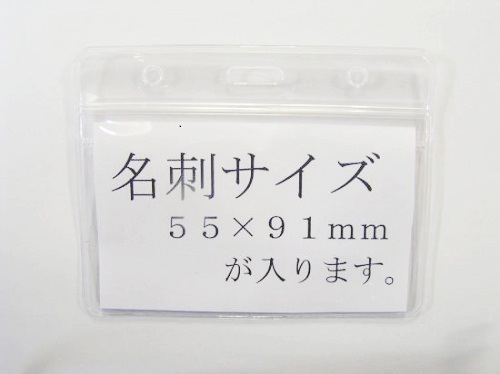 名刺サイズ
５５×９１ｍｍ
が入ります。